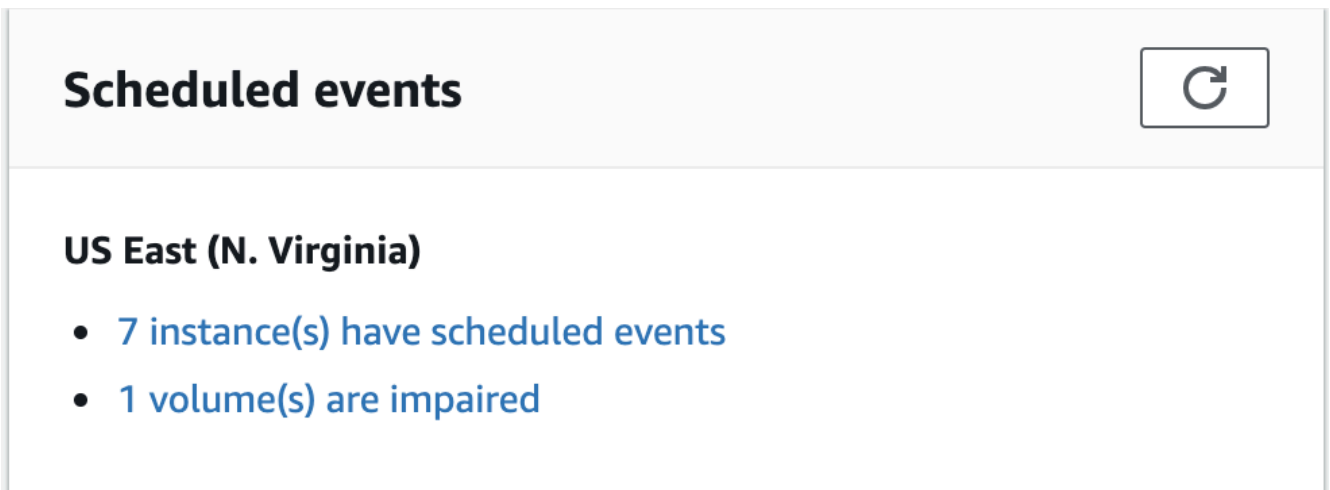 Scheduled events
US East (N. Virginia)
7 instance(s) have scheduled events
1 volume(s) are impaired